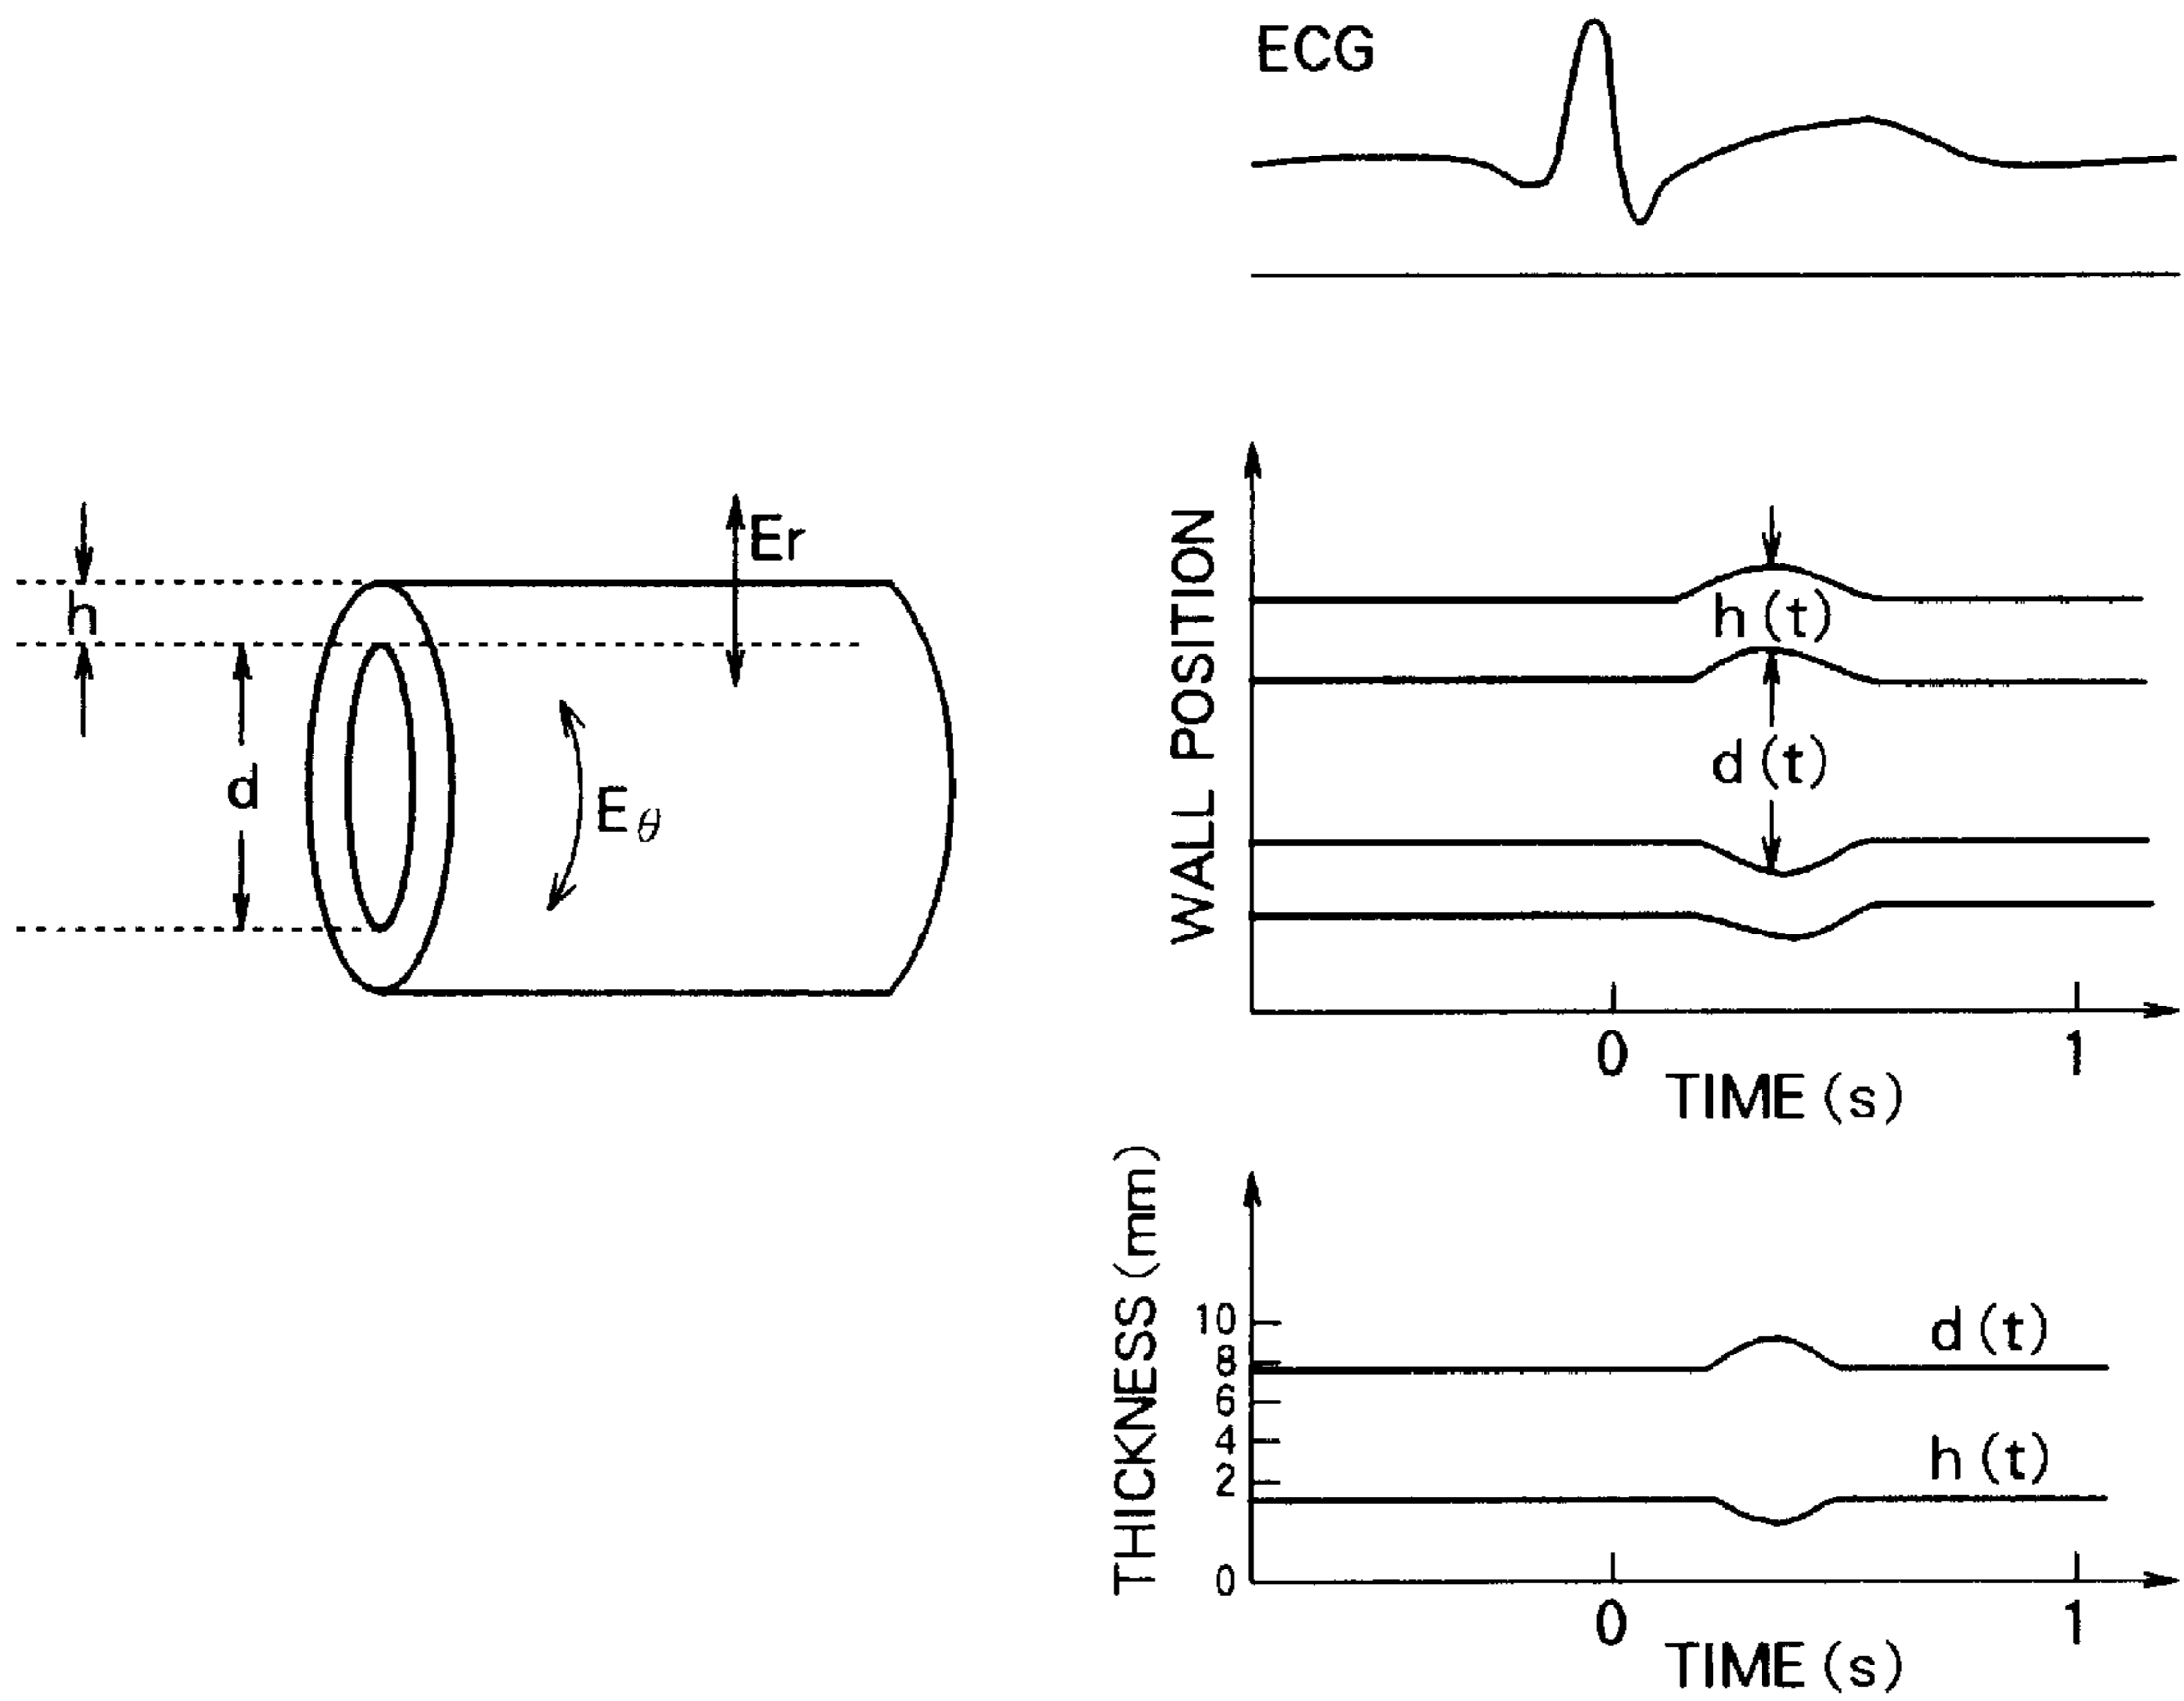 ECG
h
d
Er
Eθ
WALL POSITION
h(t)
d(t)
0
1
TIME(s)
THICKNESS(mm)
10
8
6
4
2
0
d(t)
h(t)
0
1
TIME(s)